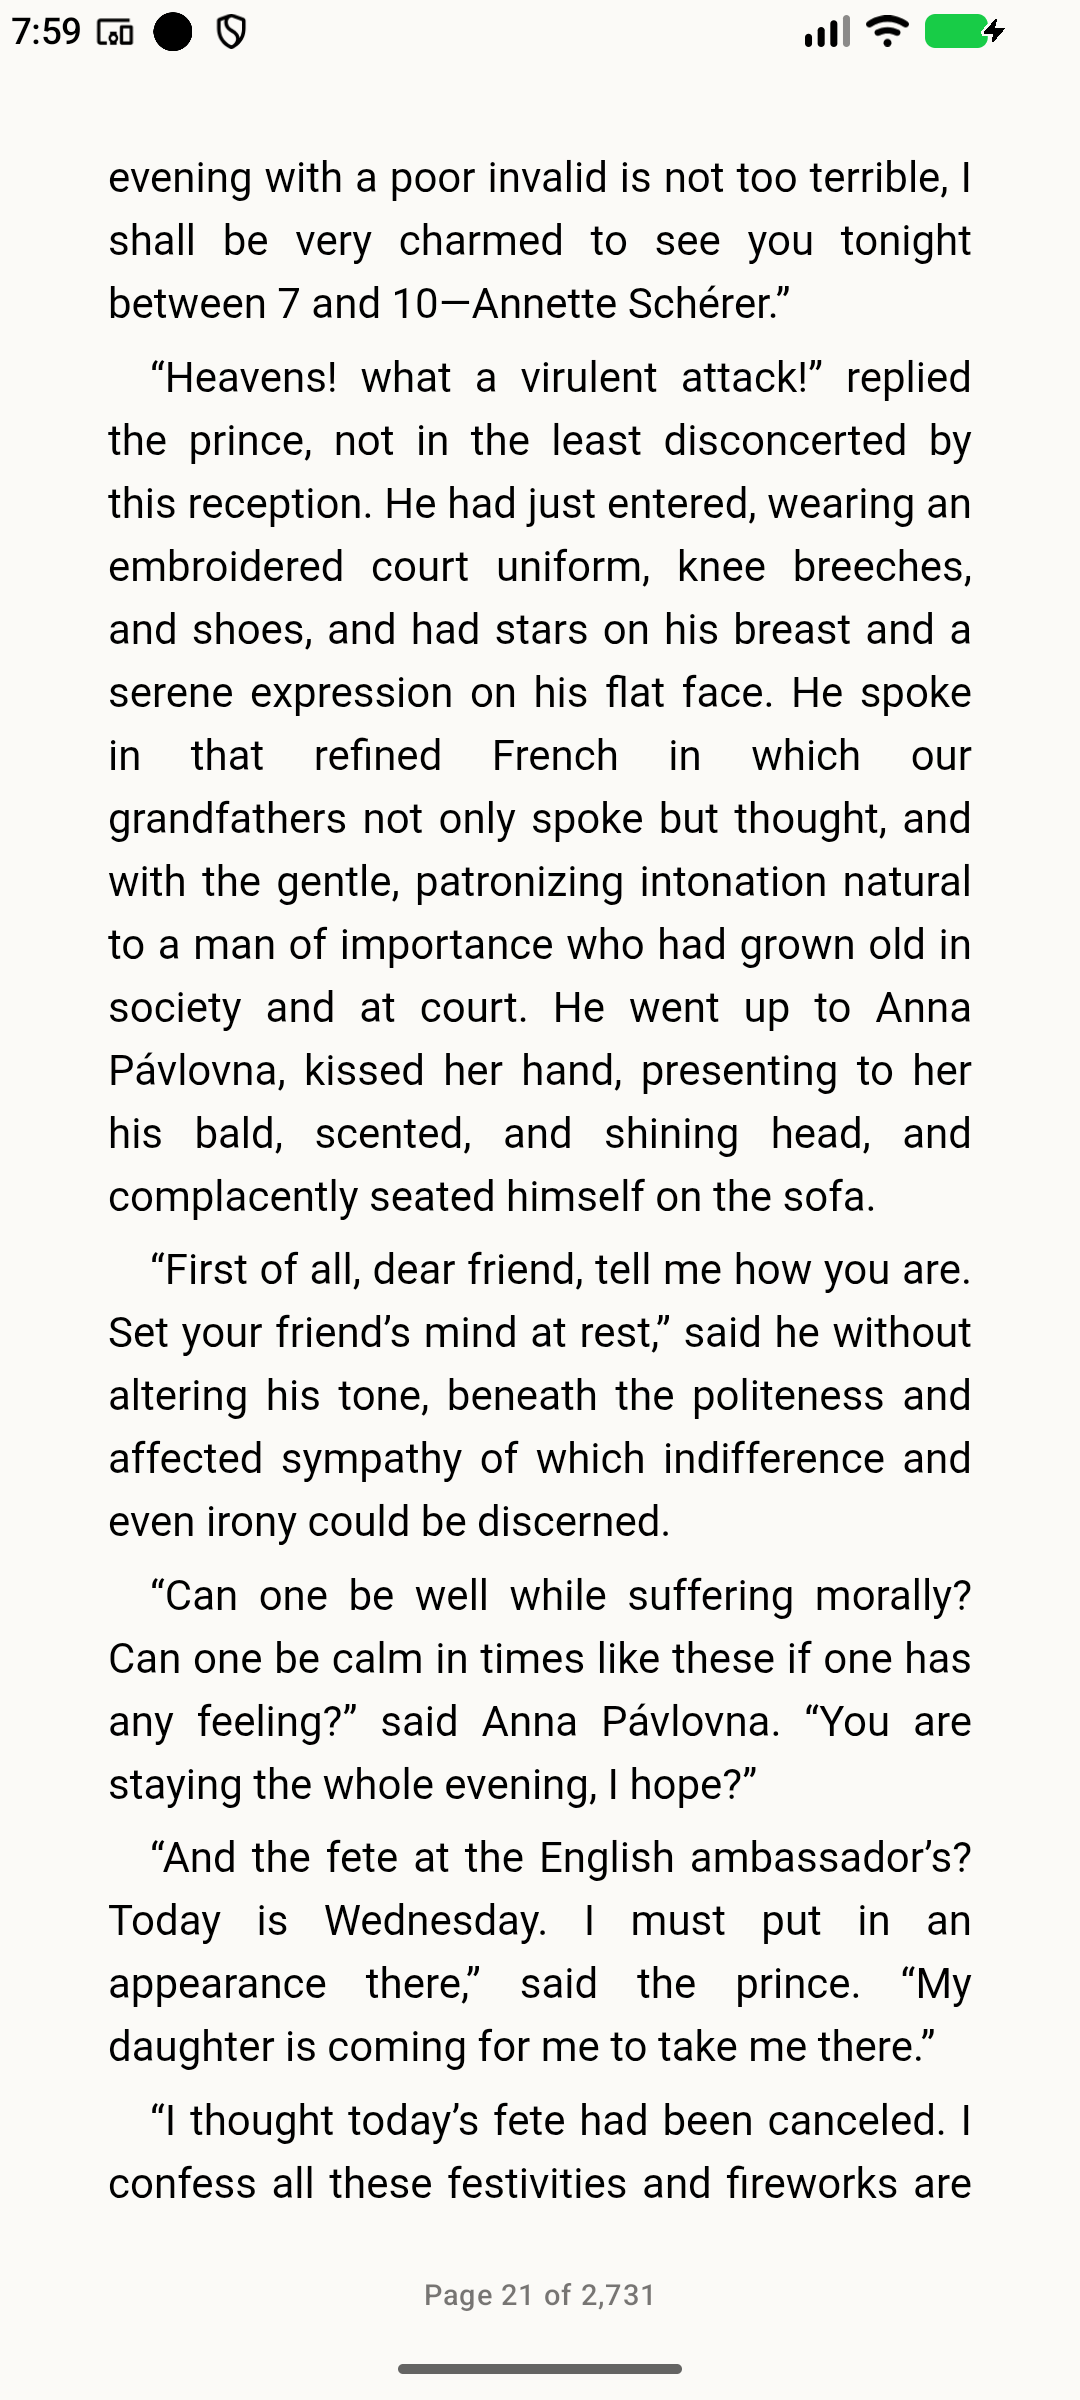 7:59
evening with a poor invalid is not too terrible, I
shall be very charmed to see you tonight
between 7 and 10—Annette Schérer.”
“Heavens! what a virulent attack!” replied
the prince, not in the least disconcerted by
this reception. He had just entered, wearing an
embroidered court uniform, knee breeches,
and shoes, and had stars on his breast and a
serene expression on his flat face. He spoke
in that refined French in which our
grandfathers not only spoke but thought, and
with the gentle, patronizing intonation natural
to a man of importance who had grown old in
society and at court. He went up to Anna
Pávlovna, kissed her hand, presenting to her
his bald, scented, and shining head, and
complacently seated himself on the sofa.
“First of all, dear friend, tell me how you are.
Set your friend’s mind at rest,” said he without
altering his tone, beneath the politeness and
affected sympathy of which indifference and
even irony could be discerned.
“Can one be well while suffering morally?
Can one be calm in times like these if one has
any feeling?” said Anna Pávlovna. “You are
staying the whole evening, I hope?”
“And the fete at the English ambassador’s?
Today is Wednesday. I must put in an
appearance there,” said the prince. “My
daughter is coming for me to take me there.”
“I thought today’s fete had been canceled. I
confess all these festivities and fireworks are
Page 21 of 2,731